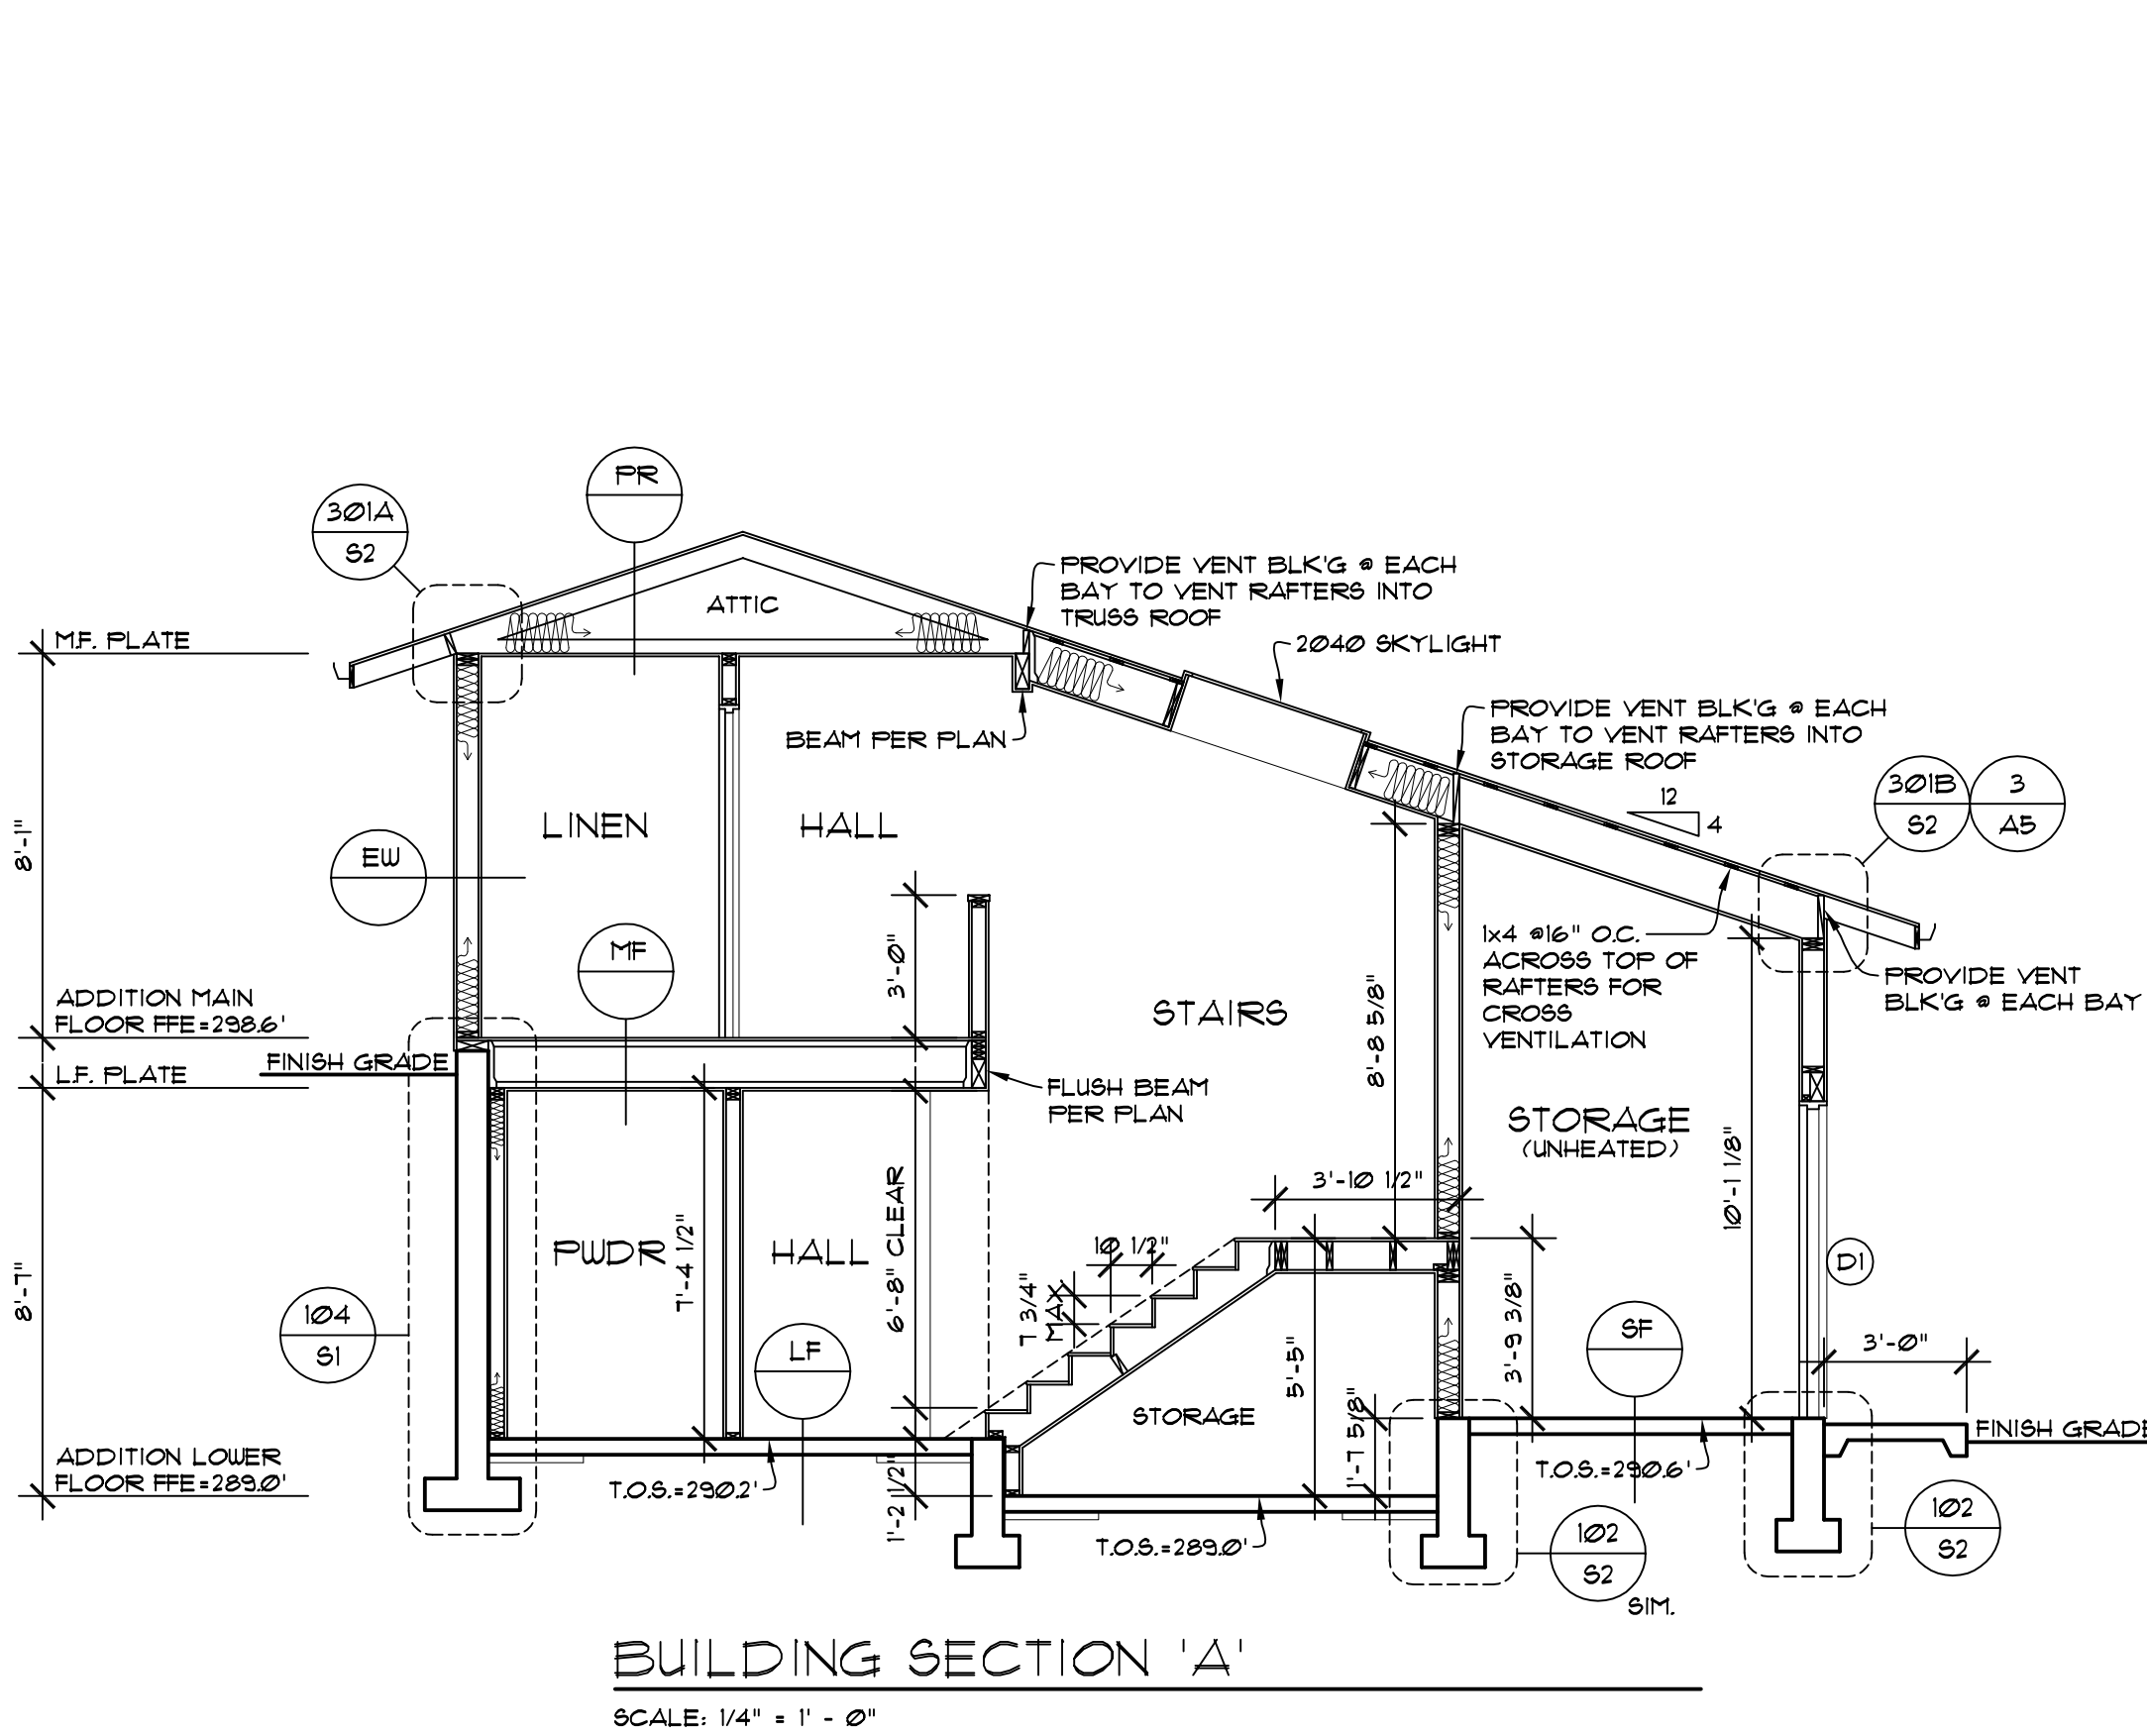 PR
301A
S2
ATTIC
PROVIDE VENT BLK'G @ EACH
BAY TO VENT RAFTERS INTO
TRUSS ROOF
M.F. PLATE
2040 SKYLIGHT
BEAM PER PLAN
PROVIDE VENT BLK'G @ EACH
BAY TO VENT RAFTERS INTO
STORAGE ROOF
12
4
301B
S2
3
A5
8'-1"
LINEN
HALL
EW
MF
3'-0"
STAIRS
8'-8 5/8"
1x4 @16" O.C.
ACROSS TOP OF
RAFTERS FOR
CROSS
VENTILATION
PROVIDE VENT
BLK'G @ EACH BAY
ADDITION MAIN
FLOOR FFE=298.6'
FINISH GRADE
L.F. PLATE
FLUSH BEAM
PER PLAN
STORAGE
(UNHEATED)
10'-1 1/8"
3'-10 1/2"
8'-7"
PWDR
7'-4 1/2"
HALL
6'-8" CLEAR
10 1/2"
7 3/4"
MAX.
D1
104
S1
LF
5'-5"
3'-9 3/8"
SF
3'-0"
STORAGE
1'-7 5/8"
FINISH GRADE
ADDITION LOWER
FLOOR FFE=289.0'
T.O.S.=290.2'
1'-2 1/2"
T.O.S.=289.0'
T.O.S.=290.6'
102
S2
SIM.
102
S2
BUILDING SECTION 'A'
SCALE: 1/4" = 1' - 0"